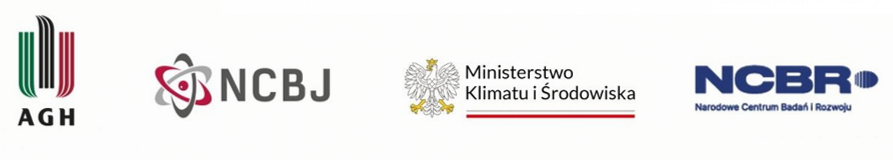 AGH
NCBJ
Ministerstwo
Klimatu i Środowiska
NCBR
Narodowe Centrum Badań i Rozwoju